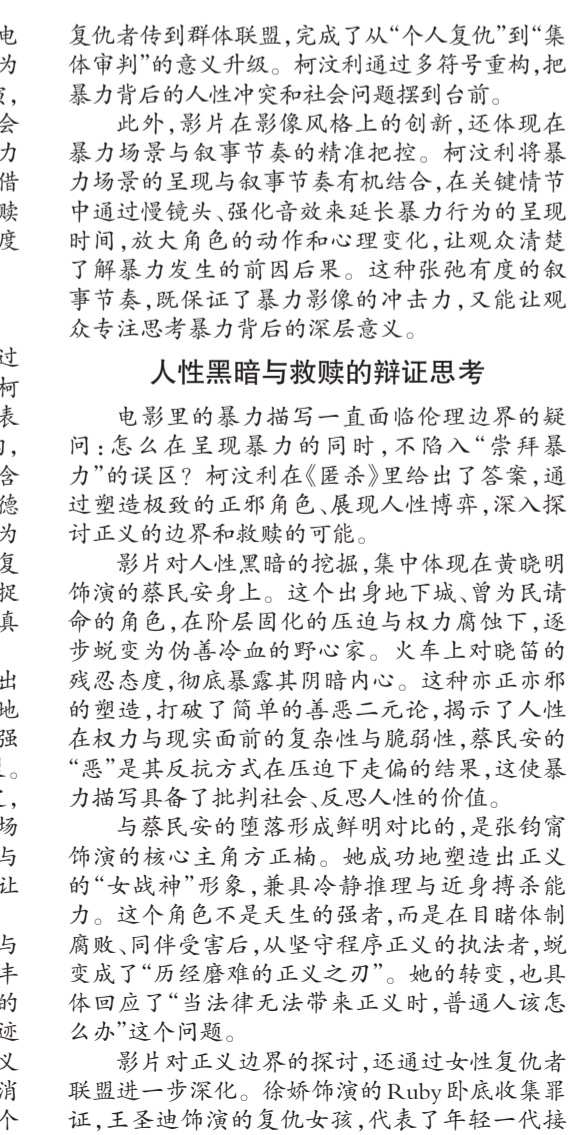 电
为
会
力
借
赎
度
过
柯
表
含
德
为
复
捉
真
出
地
强
场
与
让
与
丰
的
迹
义
消
个
复仇者传到群体联盟,完成了从“个人复仇”到“集
体审判”的意义升级。柯汶利通过多符号重构,把
暴力背后的人性冲突和社会问题摆到台前。
此外,影片在影像风格上的创新,还体现在
暴力场景与叙事节奏的精准把控。柯汶利将暴
力场景的呈现与叙事节奏有机结合,在关键情节
中通过慢镜头、强化音效来延长暴力行为的呈现
时间,放大角色的动作和心理变化,让观众清楚
了解暴力发生的前因后果。这种张弛有度的叙
事节奏,既保证了暴力影像的冲击力,又能让观
众专注思考暴力背后的深层意义。
人性黑暗与救赎的辩证思考
电影里的暴力描写一直面临伦理边界的疑
问:怎么在呈现暴力的同时,不陷入“崇拜暴
力”的误区?柯汶利在《匿杀》里给出了答案,通
过塑造极致的正邪角色、展现人性博弈,深入探
讨正义的边界和救赎的可能。
影片对人性黑暗的挖掘,集中体现在黄晓明
饰演的蔡民安身上。这个出身地下城、曾为民请
命的角色,在阶层固化的压迫与权力腐蚀下,逐
步蜕变为伪善冷血的野心家。火车上对晓笛的
残忍态度,彻底暴露其阴暗内心。这种亦正亦邪
的塑造,打破了简单的善恶二元论,揭示了人性
在权力与现实面前的复杂性与脆弱性,蔡民安的
“恶”是其反抗方式在压迫下走偏的结果,这使暴
力描写具备了批判社会、反思人性的价值。
与蔡民安的堕落形成鲜明对比的,是张钧甯
饰演的核心主角方正楠。她成功地塑造出正义
的“女战神”形象,兼具冷静推理与近身搏杀能
力。这个角色不是天生的强者,而是在目睹体制
腐败、同伴受害后,从坚守程序正义的执法者,蜕
变成了“历经磨难的正义之刃”。她的转变,也具
体回应了“当法律无法带来正义时,普通人该怎
么办”这个问题。
影片对正义边界的探讨,还通过女性复仇者
联盟进一步深化。徐娇饰演的Ruby卧底收集罪
证,王圣迪饰演的复仇女孩,代表了年轻一代接